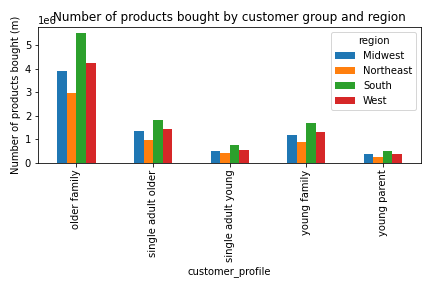 Number of products bought by customer group and region
1e6
Number of products bought (m)
5
4
3
2
1
0
region
Midwest
Northeast
South
West
older family
single adult older
single adult young
young family
young parent
customer_profile